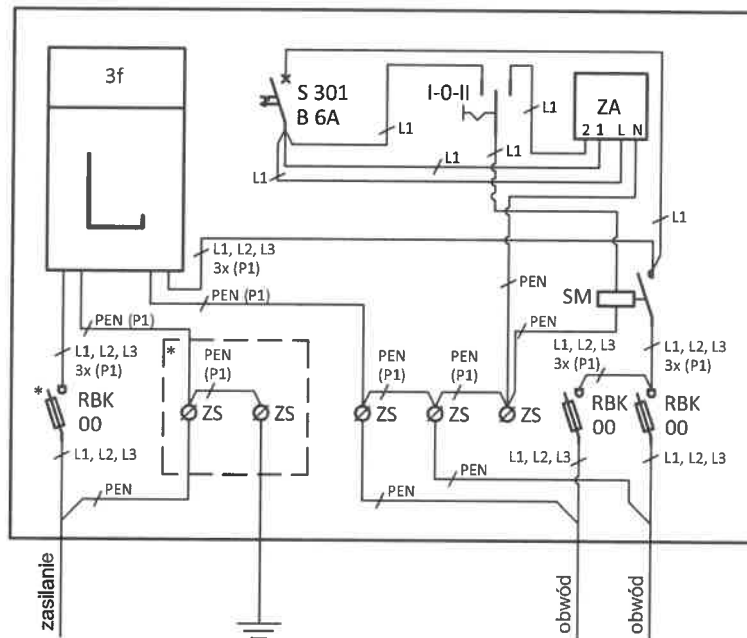 3f
S 301
B 6A
I-0-II
ZA
2 1 L N
L1
L1
L1
L1
L1
L1
L1, L2, L3
3x (P1)
PEN (P1)
PEN
SM
PEN (P1)
PEN
L1, L2, L3
3x (P1)
*
PEN
(P1)
PEN
(P1)
PEN
(P1)
L1, L2, L3
3x (P1)
L1, L2, L3
3x (P1)
*
RBK
00
ZS
ZS
ZS
ZS
ZS
RBK
00
RBK
00
L1, L2, L3
L1, L2, L3
L1, L2, L3
PEN
PEN
PEN
zasilanie
obwód
obwód